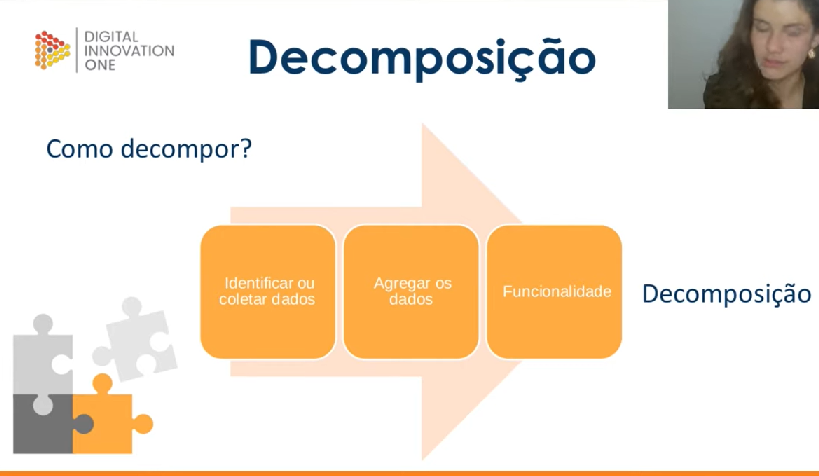 DIGITAL
INNOVATION
ONE
Decomposição
Como decompor?
Identificar ou
coletar dados
Agregar os
dados
Funcionalidade
Decomposição